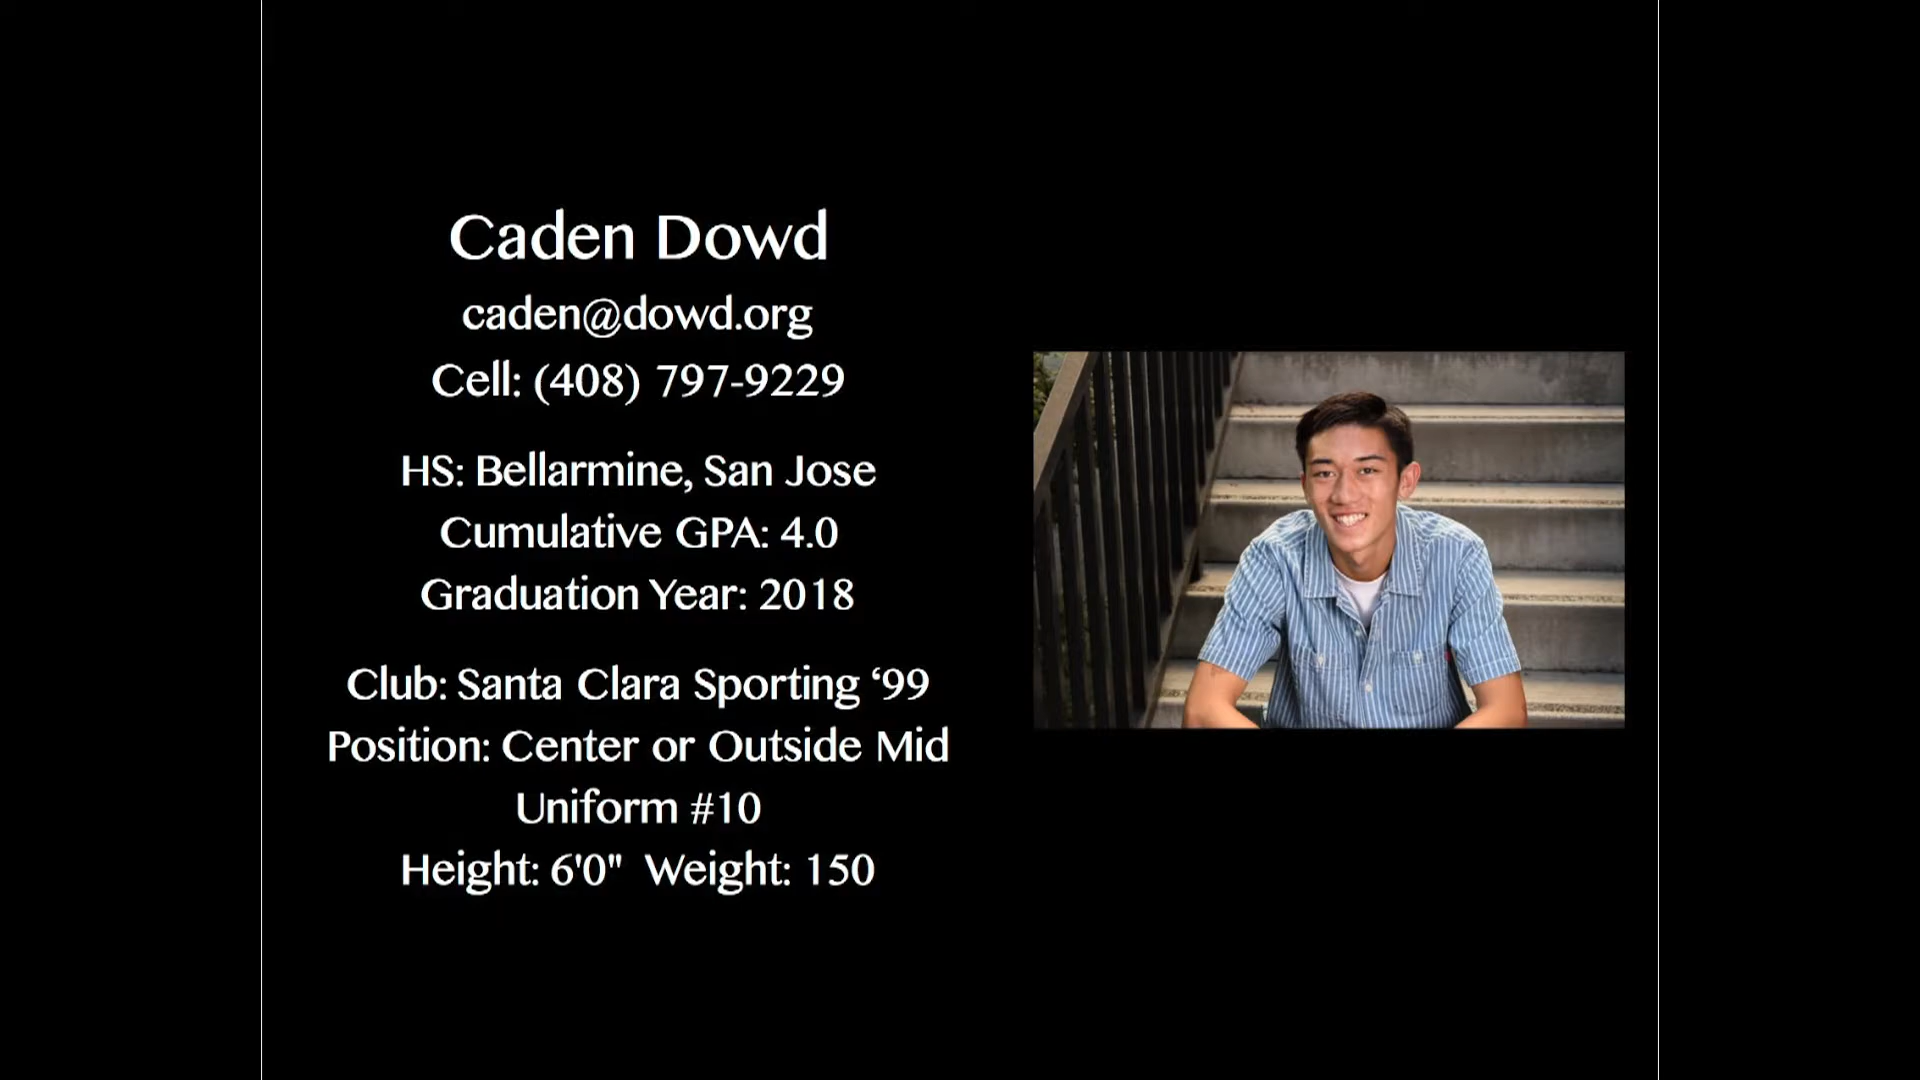 Caden Dowd
caden@dowd.org
Cell: (408) 797-9229
HS: Bellarmine, San Jose
Cumulative GPA: 4.0
Graduation Year: 2018
Club: Santa Clara Sporting ‘99
Position: Center or Outside Mid
Uniform #10
Height: 6'0" Weight: 150